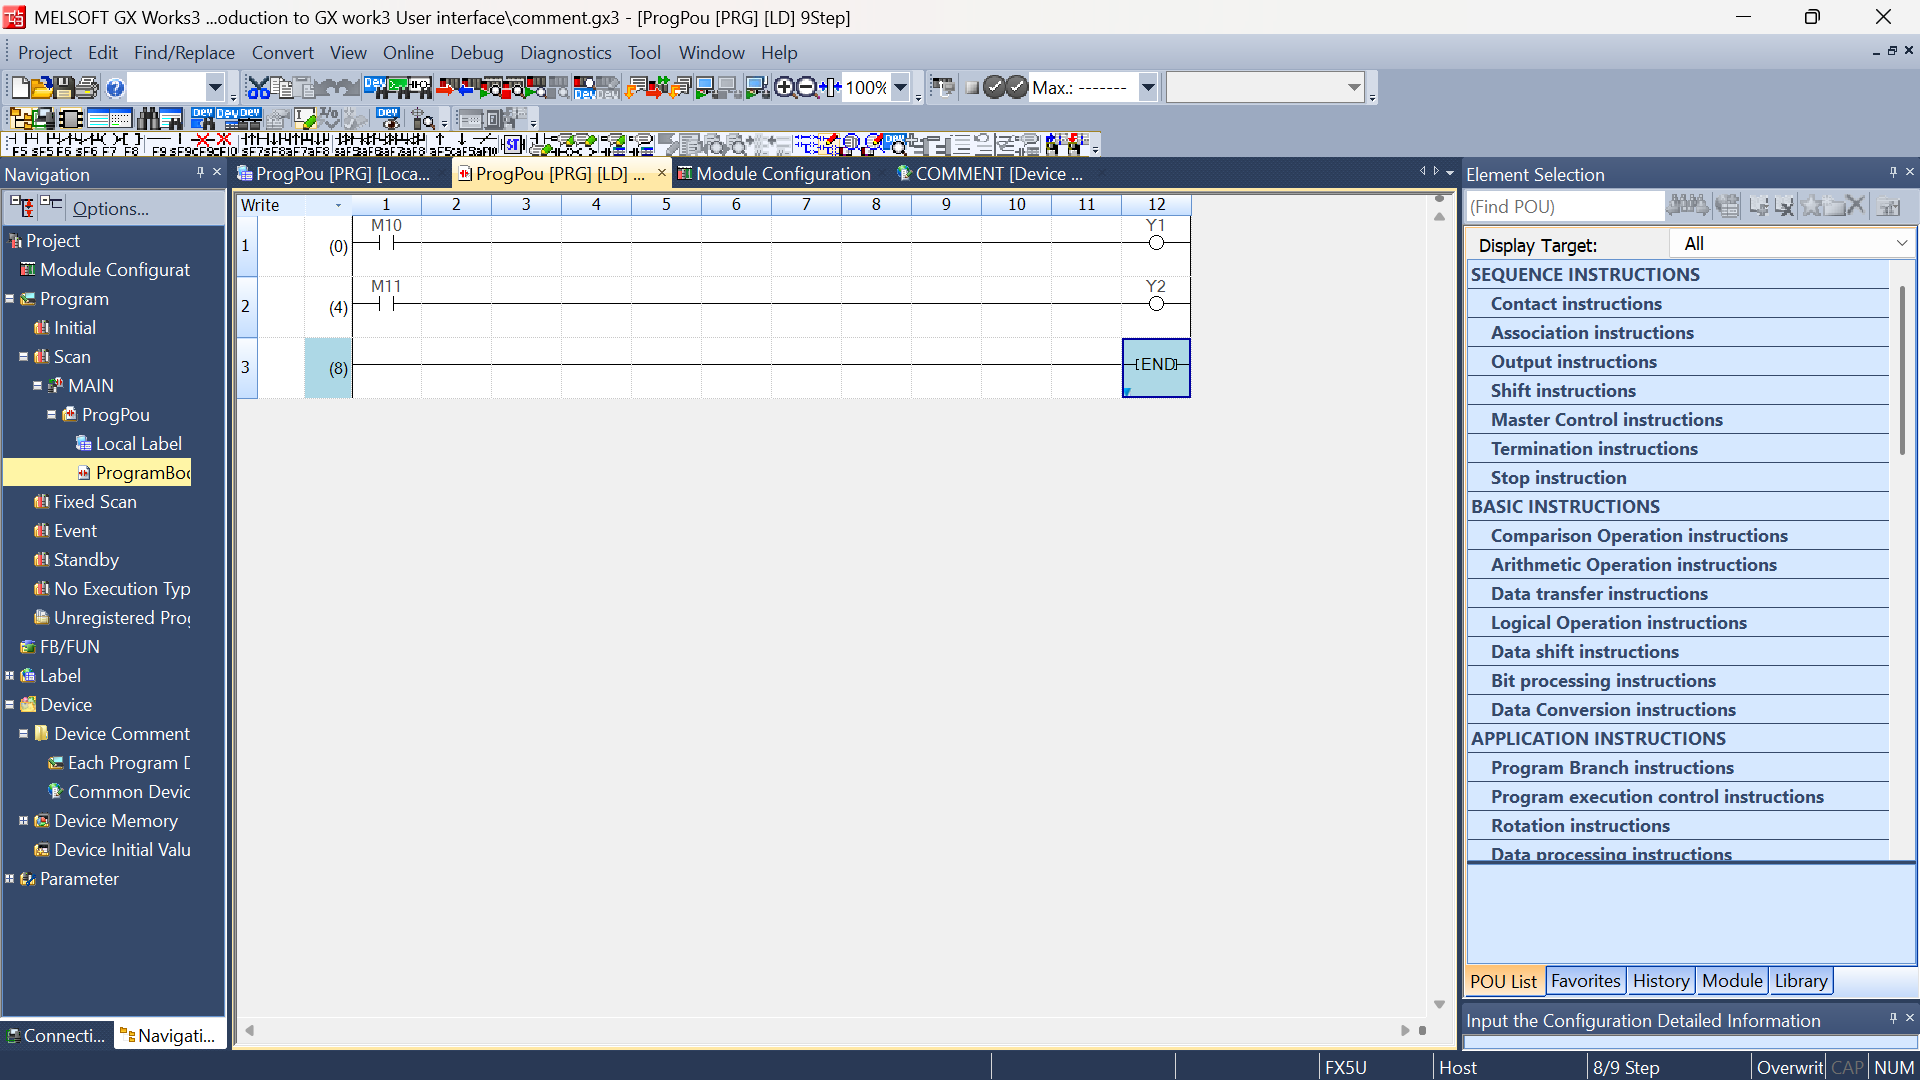 MELSOFT GX Works3 ...oduction to GX work3 User interface\comment.gx3 - [ProgPou [PRG] [LD] 9Step]
Project Edit Find/Replace Convert View Online Debug Diagnostics Tool Window Help
100% Max.: -------
Navigation
Options...
Project
Module Configurat
Program
Initial
Scan
MAIN
ProgPou
Local Label
ProgramBo
Fixed Scan
Event
Standby
No Execution Typ
Unregistered Pro
FB/FUN
Label
Device
Device Comment
Each Program D
Common Devic
Device Memory
Device Initial Valu
Parameter
Connecti... Navigati...
ProgPou [PRG] [Loca... ProgPou [PRG] [LD] ... Module Configuration COMMENT [Device ...
Write 1 2 3 4 5 6 7 8 9 10 11 12
M10 Y1
1 (0)
M11 Y2
2 (4)
3 (8) [END]
Element Selection
(Find POU)
Display Target: All
SEQUENCE INSTRUCTIONS
Contact instructions
Association instructions
Output instructions
Shift instructions
Master Control instructions
Termination instructions
Stop instruction
BASIC INSTRUCTIONS
Comparison Operation instructions
Arithmetic Operation instructions
Data transfer instructions
Logical Operation instructions
Data shift instructions
Bit processing instructions
Data Conversion instructions
APPLICATION INSTRUCTIONS
Program Branch instructions
Program execution control instructions
Rotation instructions
Data processing instructions
POU List Favorites History Module Library
Input the Configuration Detailed Information
FX5U Host 8/9 Step Overwrit CAP NUM